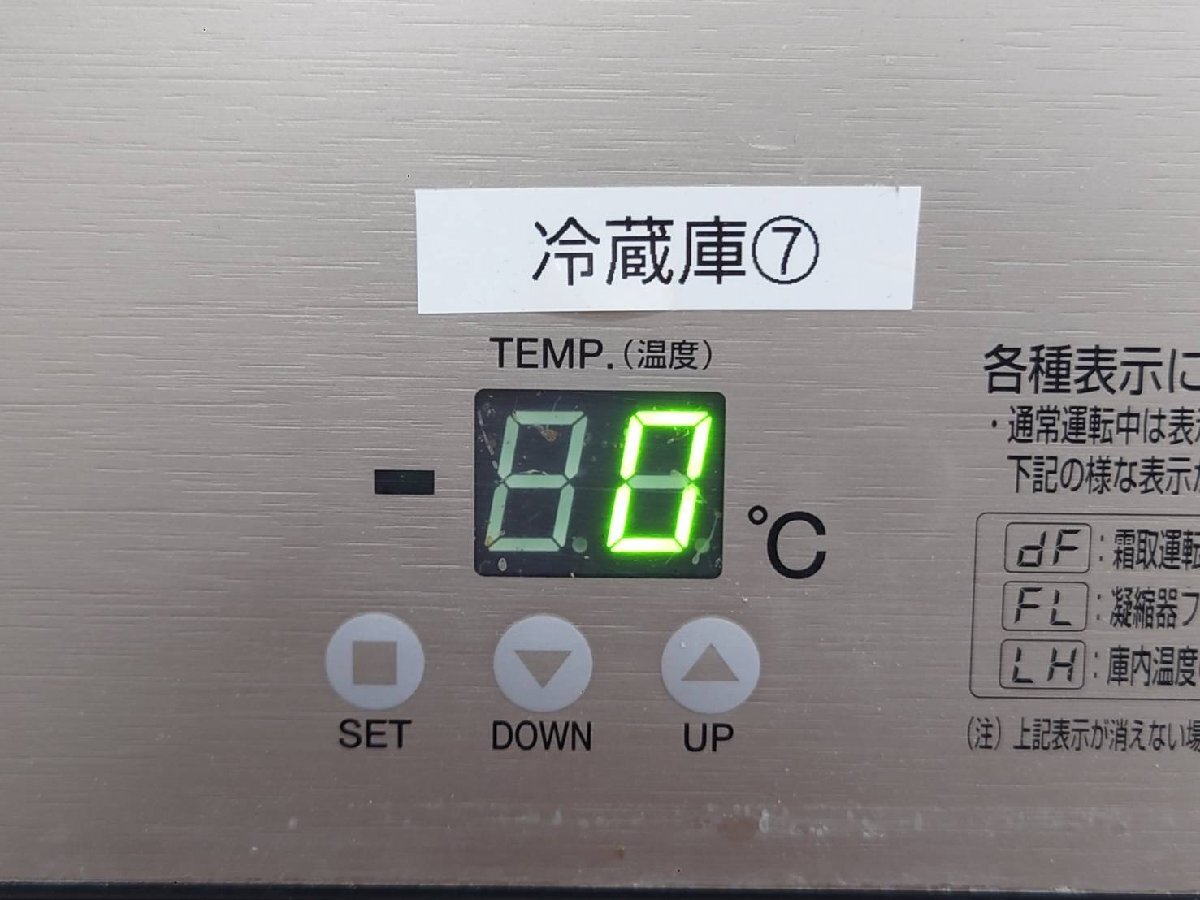 冷蔵庫⑦
TEMP.（温度）
0
℃
SET
DOWN
UP
各種表示に
・通常運転中は表
下記の様な表示が
dF：霜取運転
FL：凝縮器フ
LH：庫内温度
（注）上記表示が消えない場